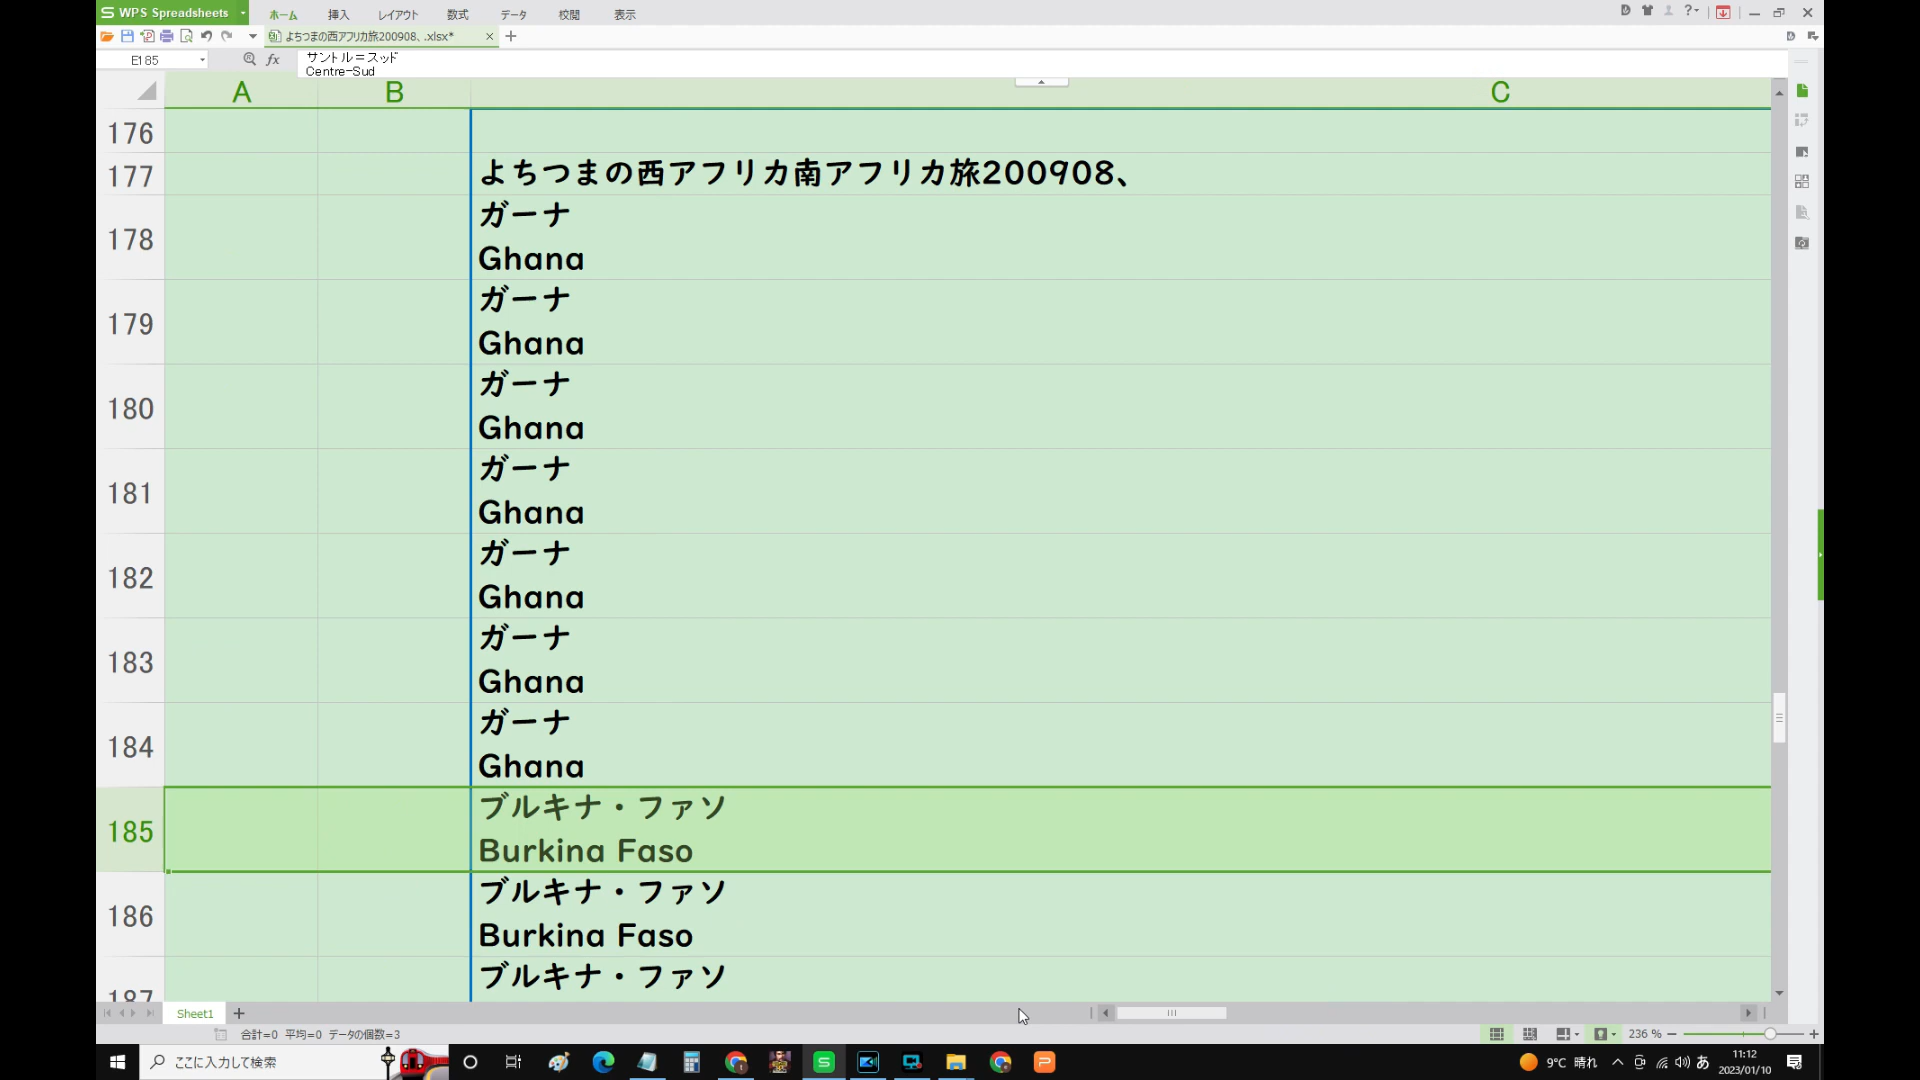 WPS Spreadsheets ホーム 挿入 レイアウト 数式 データ 校閲 表示
よちつまの西アフリカ旅200908、.xlsx*
E185 fx サントル＝スッド
Centre-Sud
A B C
176
177 よちつまの西アフリカ南アフリカ旅200908、
178 ガーナ
Ghana
179 ガーナ
Ghana
180 ガーナ
Ghana
181 ガーナ
Ghana
182 ガーナ
Ghana
183 ガーナ
Ghana
184 ガーナ
Ghana
185 ブルキナ・ファソ
Burkina Faso
186 ブルキナ・ファソ
Burkina Faso
187 ブルキナ・ファソ
Sheet1
合計=0 平均=0 データの個数=3 236 %
ここに入力して検索 9°C 晴れ あ 11:12
2023/01/10